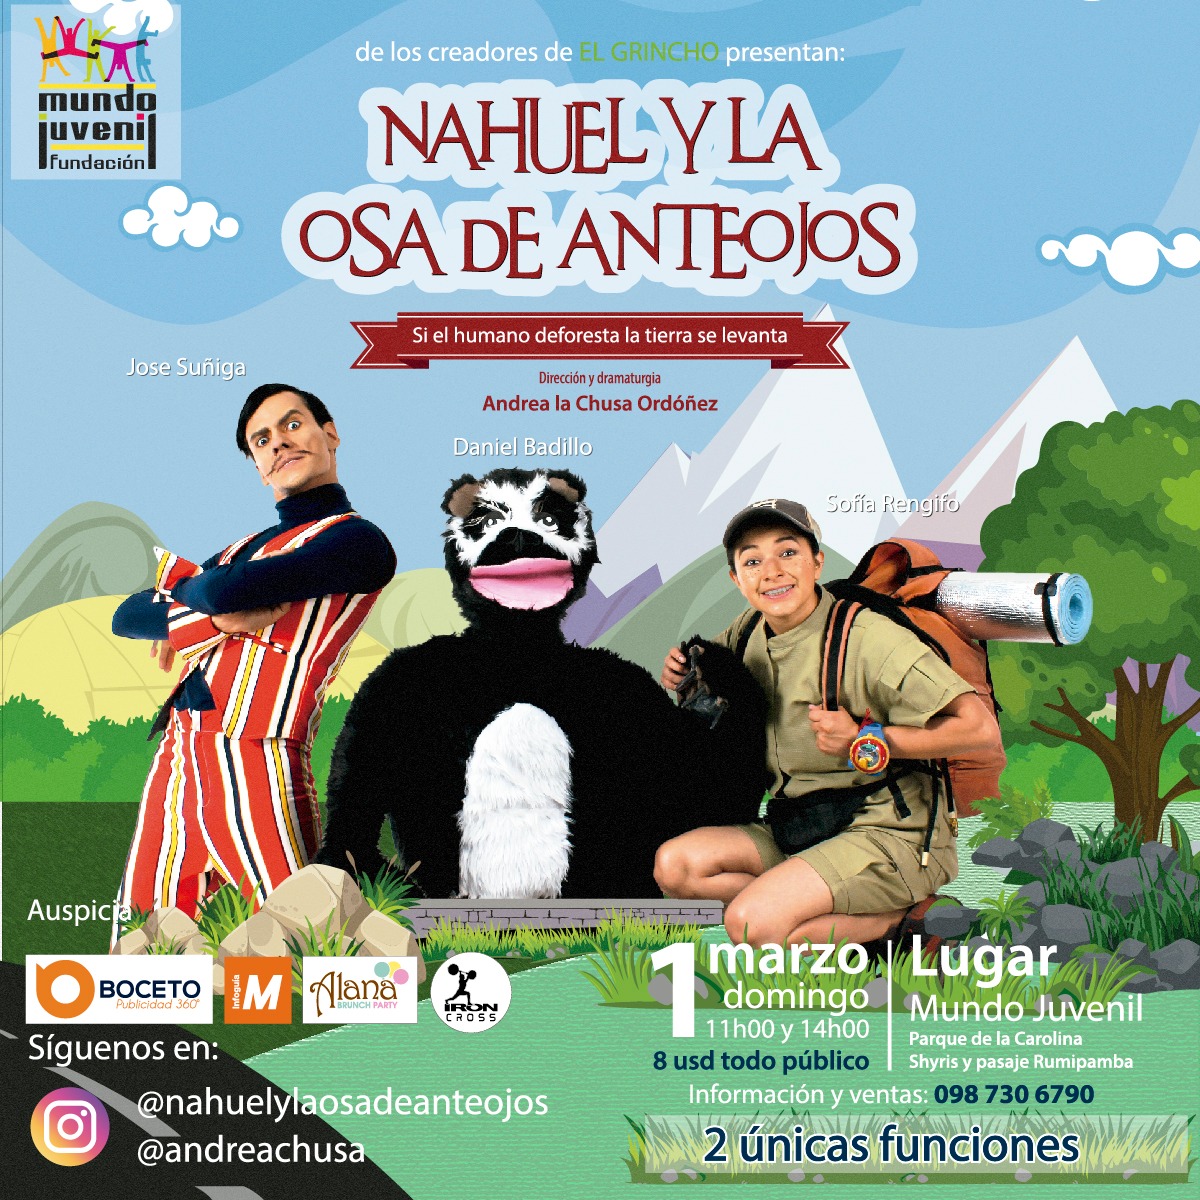 mundo
juvenil
fundación
de los creadores de EL GRINCHO presentan:
NAHUEL Y LA
OSA DE ANTEOJOS
Si el humano deforesta la tierra se levanta
Dirección y dramaturgia
Andrea la Chusa Ordóñez
Jose Suñiga
Daniel Badillo
Sofía Rengifo
Auspicia
BOCETO
Publicidad 360°
Infoguía
M
Alana
BRUNCH PARTY
IRON
CROSS
Síguenos en:
@nahuelylaosadeanteojos
@andreachusa
1 marzo
domingo
11h00 y 14h00
8 usd todo público
Lugar
Mundo Juvenil
Parque de la Carolina
Shyris y pasaje Rumipamba
Información y ventas: 098 730 6790
2 únicas funciones